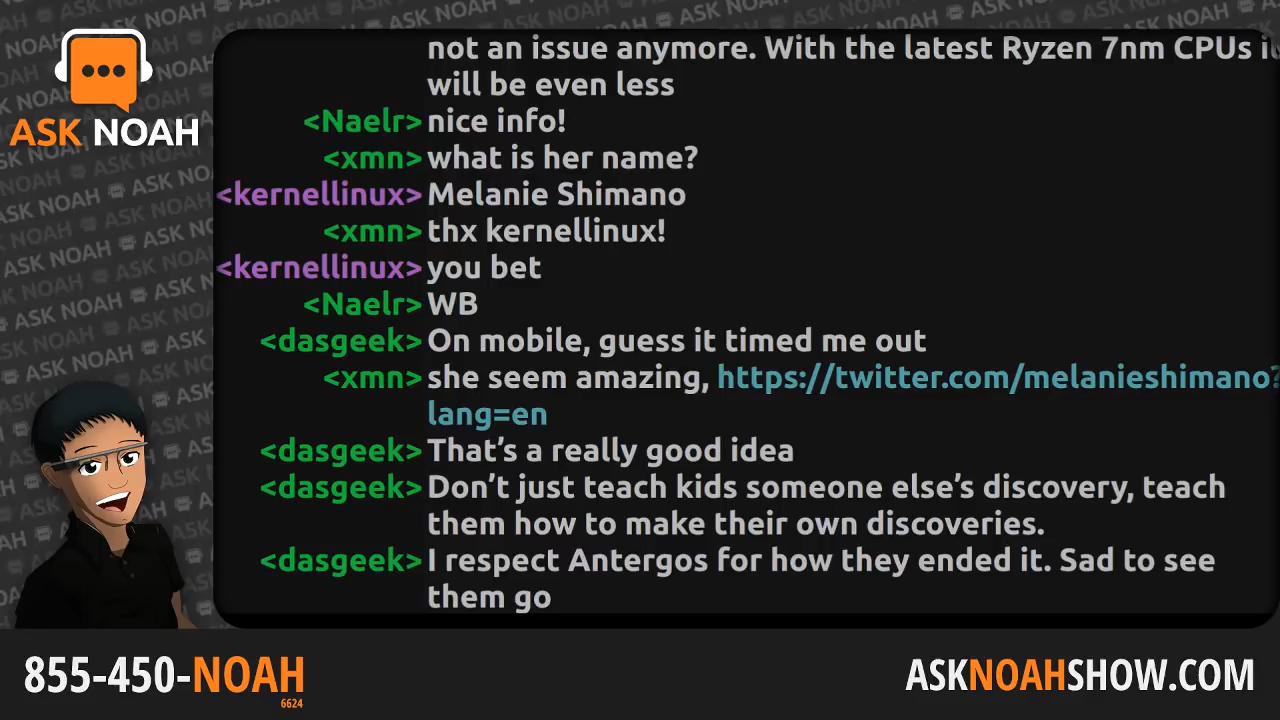 ASK NOAH
not an issue anymore. With the latest Ryzen 7nm CPUs it
will be even less
<Naelr> nice info!
<xmn> what is her name?
<kernellinux> Melanie Shimano
<xmn> thx kernellinux!
<kernellinux> you bet
<Naelr> WB
<dasgeek> On mobile, guess it timed me out
<xmn> she seem amazing, https://twitter.com/melanieshimano?
lang=en
<dasgeek> That’s a really good idea
<dasgeek> Don’t just teach kids someone else’s discovery, teach
them how to make their own discoveries.
<dasgeek> I respect Antergos for how they ended it. Sad to see
them go
855-450-NOAH
6624
ASKNOAHSHOW.COM